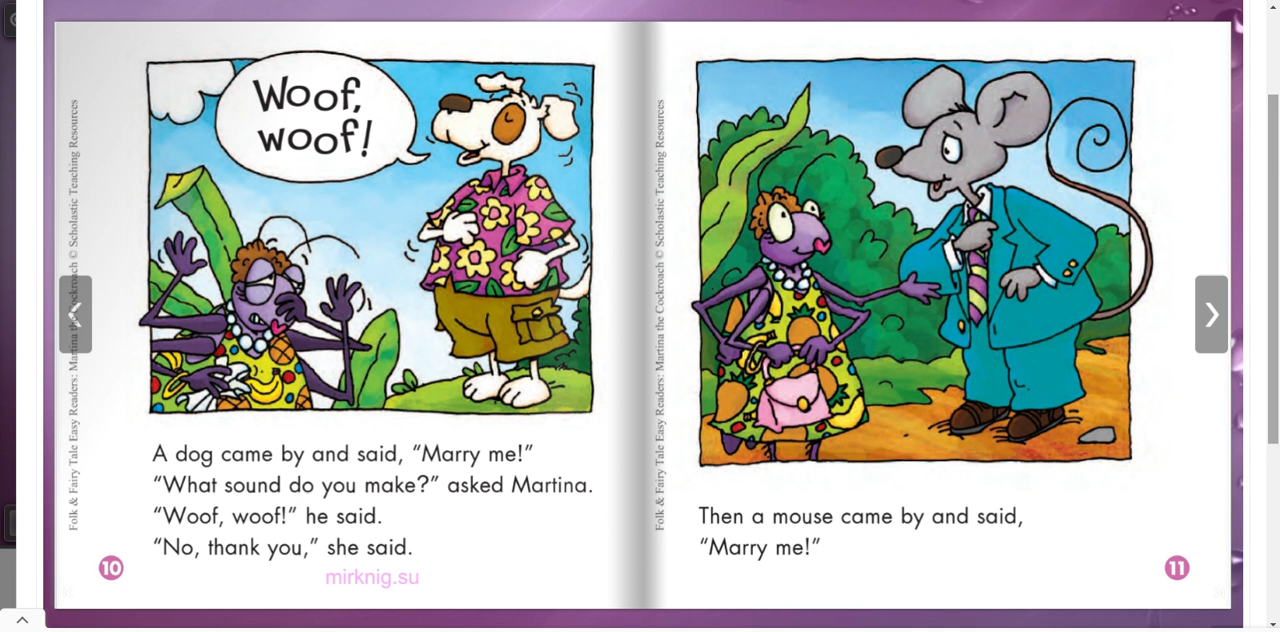 Woof,
woof!
Folk & Fairy Tale Easy Readers: Martina the Cockroach © Scholastic Teaching Resources
A dog came by and said, “Marry me!”
“What sound do you make?” asked Martina.
“Woof, woof!” he said.
“No, thank you,” she said.
10
mirknig.su
Folk & Fairy Tale Easy Readers: Martina the Cockroach © Scholastic Teaching Resources
Then a mouse came by and said,
“Marry me!”
11